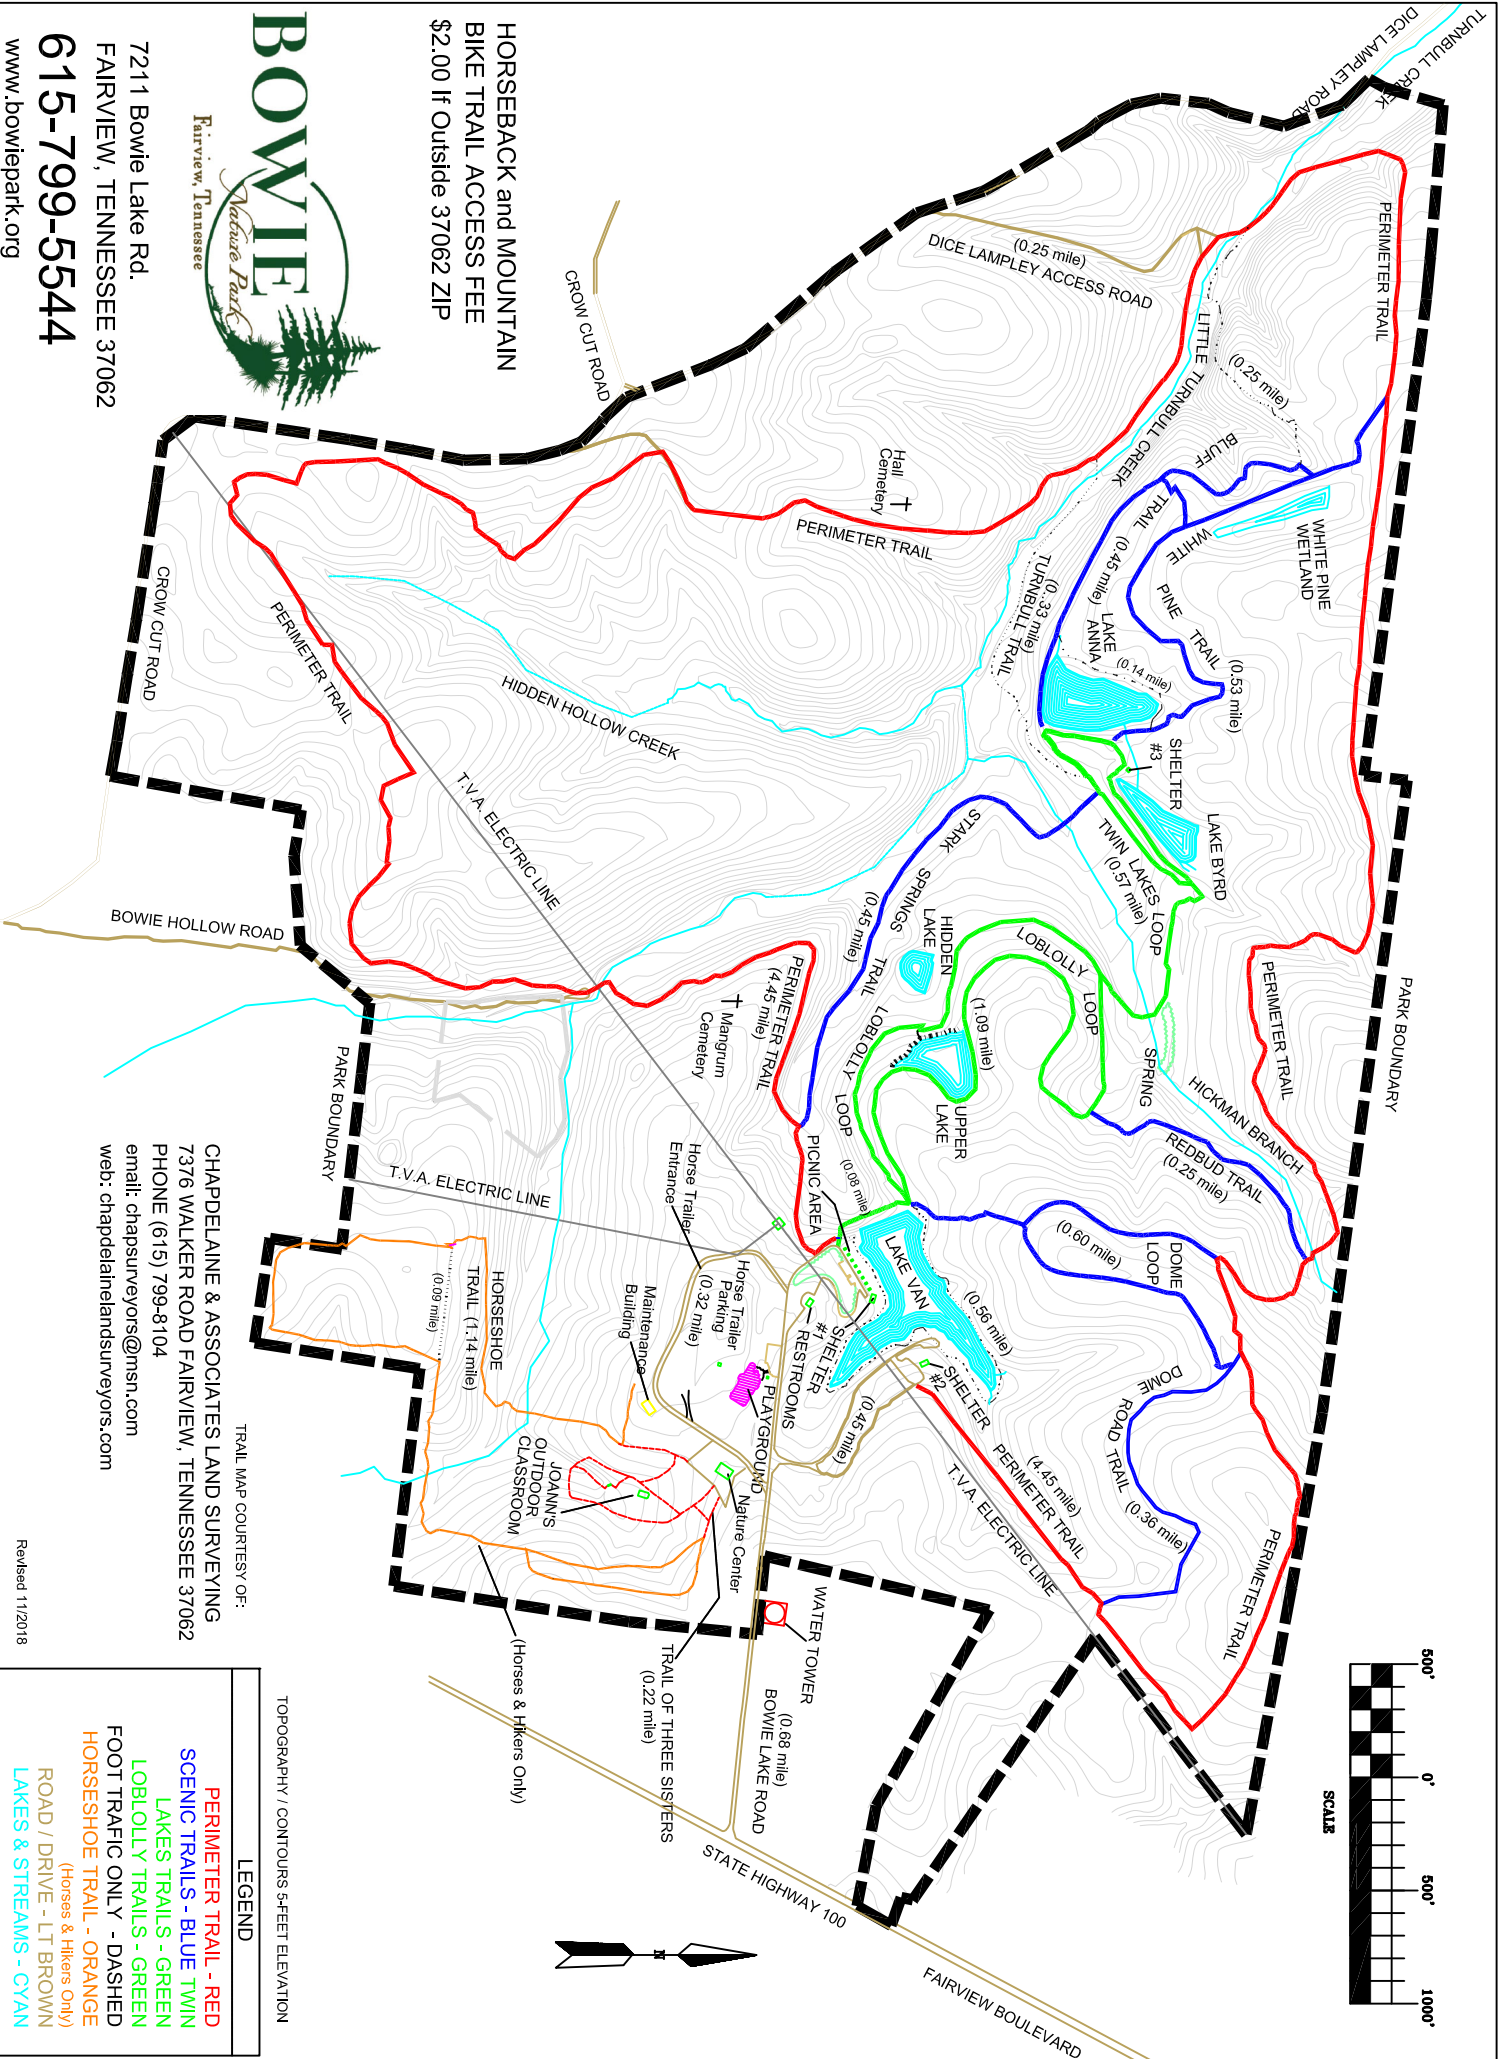 HORSEBACK and MOUNTAIN
BIKE TRAIL ACCESS FEE
$2.00 If Outside 37062 ZIP
BOWIE
Nature Park
Fairview, Tennessee
7211 Bowie Lake Rd.
FAIRVIEW, TENNESSEE 37062
615-799-5544
www.bowiepark.org
TURNBULL CREEK
DICE LAMPLEY ROAD
PERIMETER TRAIL
(0.25 mile)
DICE LAMPLEY ACCESS ROAD
LITTLE TURNBULL CREEK
(0.25 mile)
BLUFF
TRAIL
(0.45 mile)
WHITE
PINE
TRAIL
(0.53 mile)
WHITE PINE
WETLAND
CROW CUT ROAD
Hall
Cemetery
PERIMETER TRAIL
(0.33 mile)
TURNBULL TRAIL
LAKE
ANNA
(0.14 mile)
SHELTER
#3
LAKE BYRD
TWIN LAKES LOOP
(0.57 mile)
PARK BOUNDARY
PERIMETER TRAIL
HICKMAN BRANCH
SPRING
REDBUD TRAIL
(0.25 mile)
LOBLOLLY
LOOP
(1.09 mile)
HIDDEN
LAKE
UPPER
LAKE
STARK
SPRINGS
TRAIL
(0.45 mile)
LOBLOLLY
LOOP
HIDDEN HOLLOW CREEK
PERIMETER TRAIL
CROW CUT ROAD
T.V.A. ELECTRIC LINE
BOWIE HOLLOW ROAD
PERIMETER TRAIL
(4.45 mile)
Mangrum
Cemetery
PICNIC AREA
(0.08 mile)
LAKE VAN
(0.56 mile)
DOME
LOOP
(0.60 mile)
DOME
ROAD TRAIL
(0.36 mile)
PERIMETER TRAIL
(4.45 mile)
PERIMETER TRAIL
T.V.A. ELECTRIC LINE
SHELTER
#2
(0.45 mile)
SHELTER
#1
RESTROOMS
PLAYGROUND
Horse Trailer
Entrance
Horse Trailer
Parking
(0.32 mile)
Maintenance
Building
Nature Center
JOANN'S
OUTDOOR
CLASSROOM
PARK BOUNDARY
T.V.A. ELECTRIC LINE
HORSESHOE
TRAIL (1.14 mile)
(0.09 mile)
(Horses & Hikers Only)
TRAIL OF THREE SISTERS
(0.22 mile)
WATER TOWER
(0.68 mile)
BOWIE LAKE ROAD
STATE HIGHWAY 100
FAIRVIEW BOULEVARD
N
500'
0'
500'
1000'
SCALE
TRAIL MAP COURTESY OF:
CHAPDELAINE & ASSOCIATES LAND SURVEYING
7376 WALKER ROAD FAIRVIEW, TENNESSEE 37062
PHONE (615) 799-8104
email: chapsurveyors@msn.com
web: chapdelainelandsurveyors.com
Revised 11/2018
TOPOGRAPHY / CONTOURS 5-FEET ELEVATION
LEGEND
PERIMETER TRAIL - RED
SCENIC TRAILS - BLUE TWIN
LAKES TRAILS - GREEN
LOBLOLLY TRAILS - GREEN
FOOT TRAFIC ONLY - DASHED
HORSESHOE TRAIL - ORANGE
(Horses & Hikers Only)
ROAD / DRIVE - LT BROWN
LAKES & STREAMS - CYAN